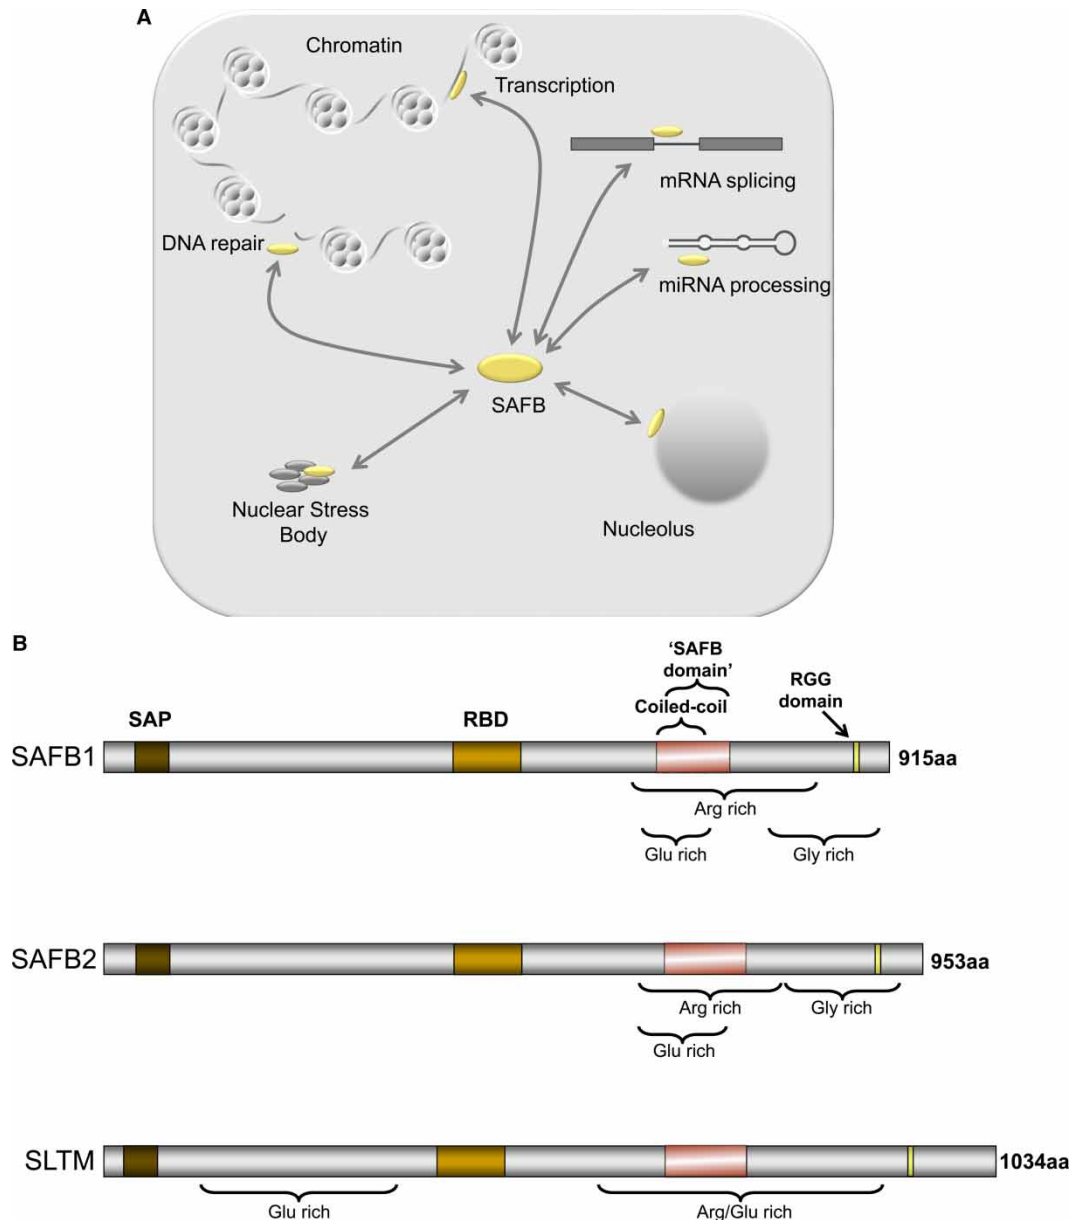 A
Chromatin
Transcription
mRNA splicing
DNA repair
miRNA processing
SAFB
Nuclear Stress
Body
Nucleolus
B
‘SAFB
domain’
RGG
domain
SAP
RBD
Coiled-coil
SAFB1
915aa
Arg rich
Glu rich
Gly rich
SAFB2
953aa
Arg rich
Gly rich
Glu rich
SLTM
1034aa
Glu rich
Arg/Glu rich